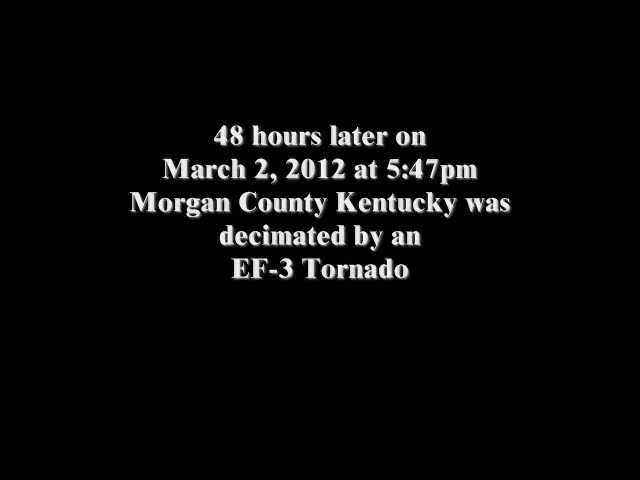 48 hours later on
March 2, 2012 at 5:47pm
Morgan County Kentucky was
decimated by an
EF-3 Tornado